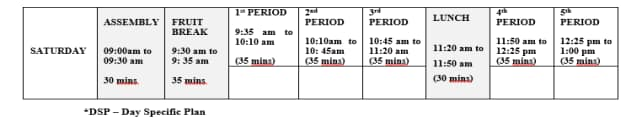 ASSEMBLY
FRUIT BREAK
1st PERIOD
2nd PERIOD
3rd PERIOD
LUNCH
4th PERIOD
5th PERIOD
SATURDAY
09:00am to
09:30 am
30 mins
9:30 am to
9: 35 am
35 mins
9:35 am to
10:10 am
(35 mins)
10:10am to
10: 45am
(35 mins)
10:45 am to
11:20 am
(35 mins)
11:20 am to
11:50 am
(30 mins)
11:50 am to
12:25 pm
(35 mins)
12:25 pm to
1:00 pm
(35 mins)
*DSP – Day Specific Plan